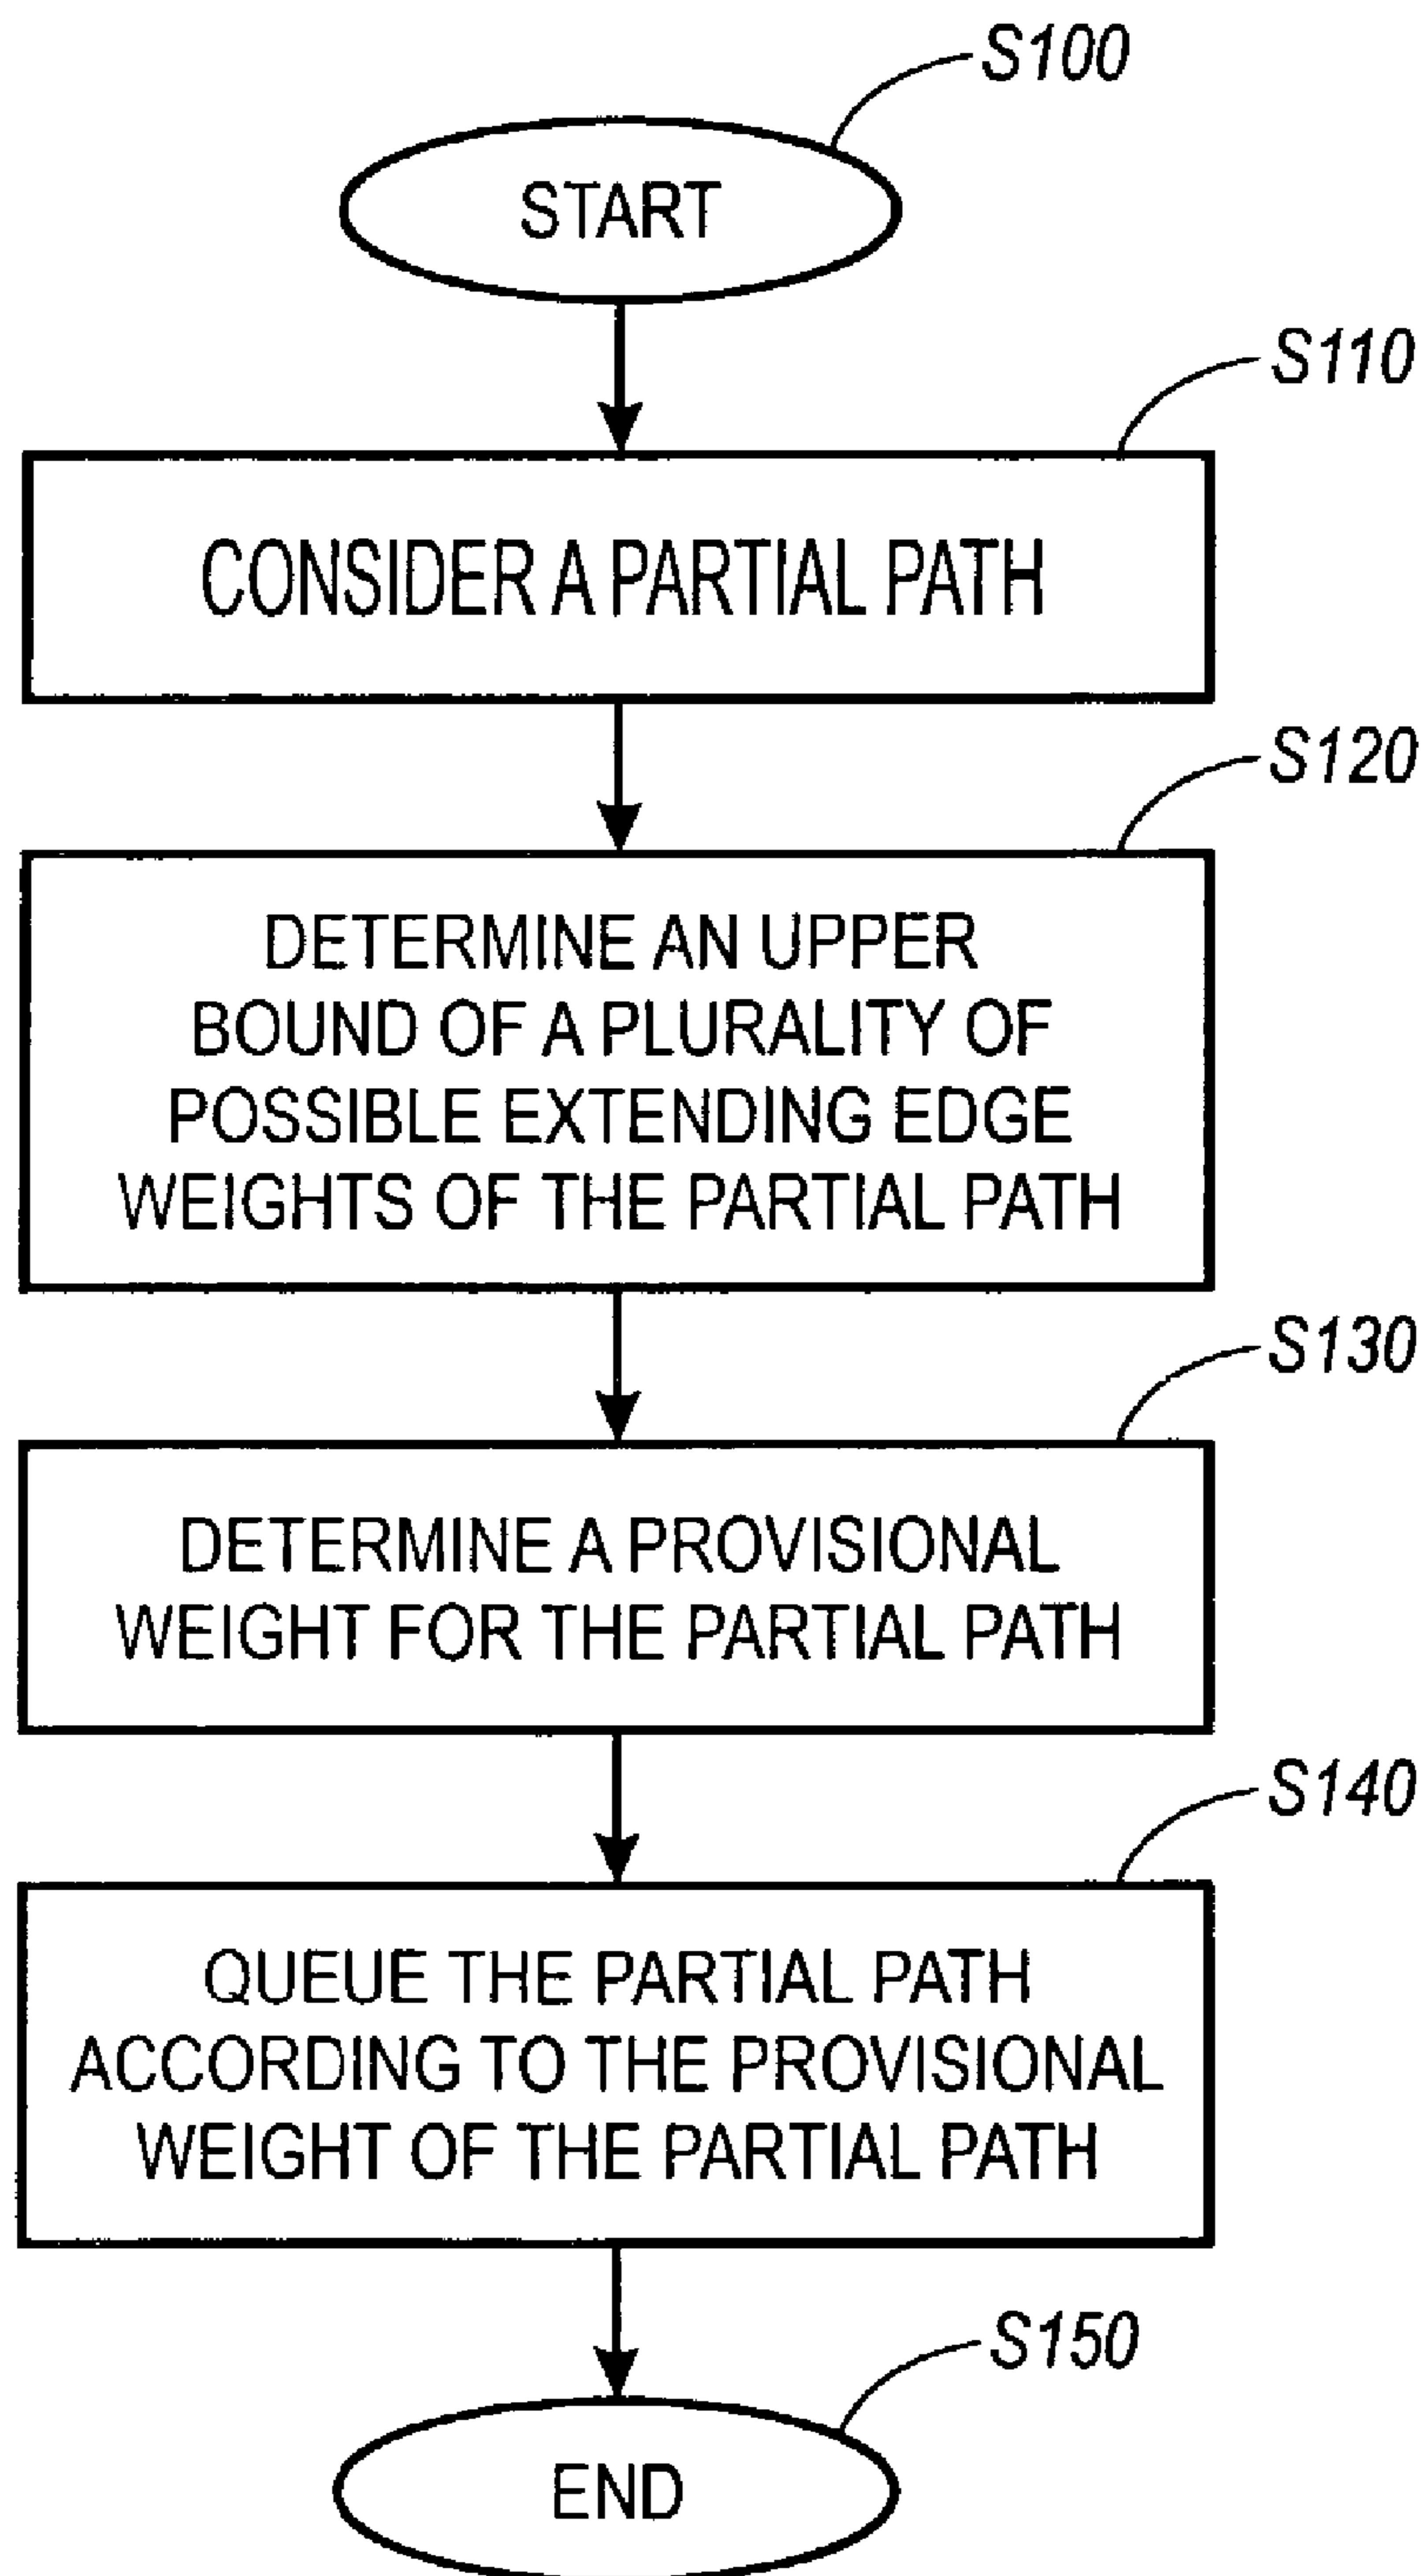 S100
START
S110
CONSIDER A PARTIAL PATH
S120
DETERMINE AN UPPER
BOUND OF A PLURALITY OF
POSSIBLE EXTENDING EDGE
WEIGHTS OF THE PARTIAL PATH
S130
DETERMINE A PROVISIONAL
WEIGHT FOR THE PARTIAL PATH
S140
QUEUE THE PARTIAL PATH
ACCORDING TO THE PROVISIONAL
WEIGHT OF THE PARTIAL PATH
S150
END